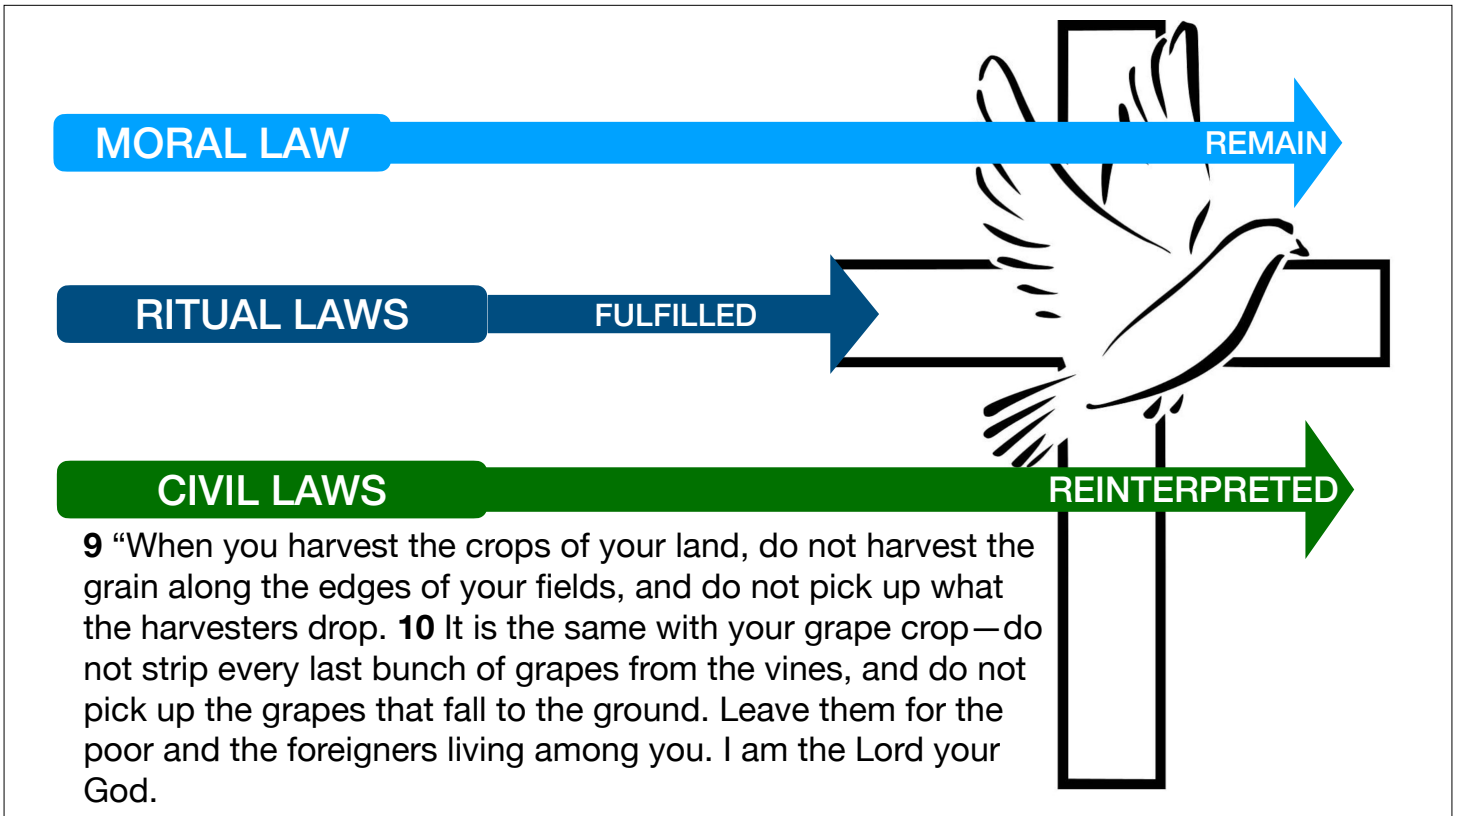 MORAL LAW
REMAIN
RITUAL LAWS
FULFILLED
CIVIL LAWS
REINTERPRETED
9 “When you harvest the crops of your land, do not harvest the
grain along the edges of your fields, and do not pick up what
the harvesters drop. 10 It is the same with your grape crop—do
not strip every last bunch of grapes from the vines, and do not
pick up the grapes that fall to the ground. Leave them for the
poor and the foreigners living among you. I am the Lord your
God.